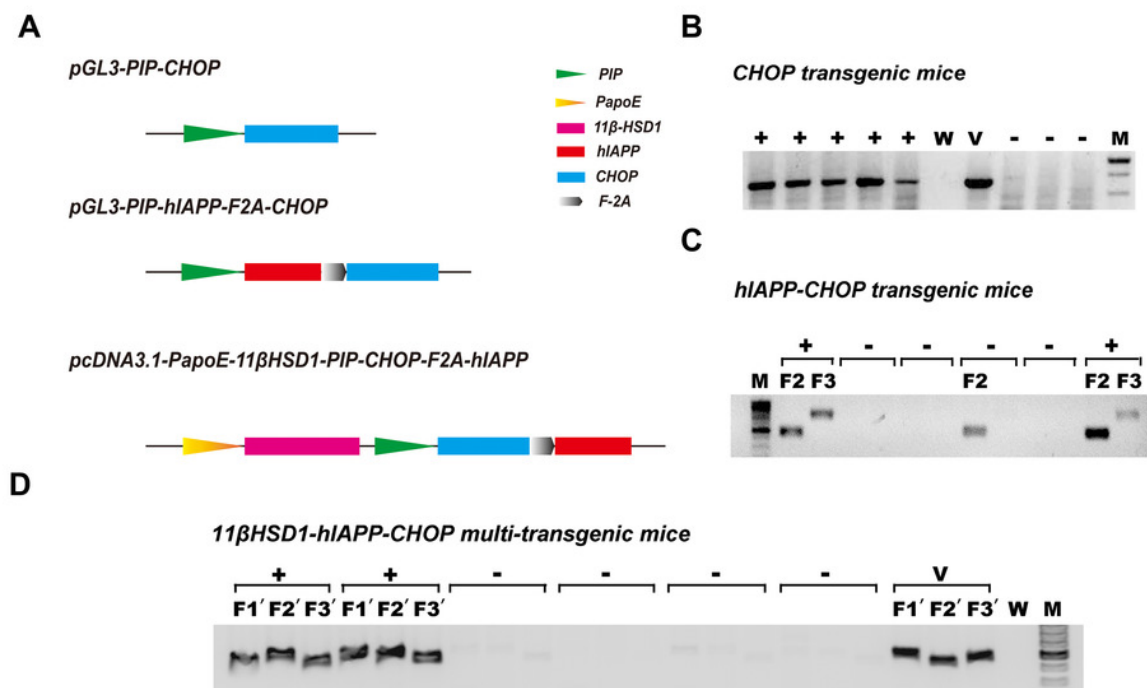 A
pGL3-PIP-CHOP
pGL3-PIP-hIAPP-F2A-CHOP
pcDNA3.1-PapoE-11βHSD1-PIP-CHOP-F2A-hIAPP
PIP
PapoE
11β-HSD1
hIAPP
CHOP
F-2A
B
CHOP transgenic mice
+ + + + + W V - - - M
C
hIAPP-CHOP transgenic mice
+ - - - - +
M F2 F3 F2 F2 F3
D
11βHSD1-hIAPP-CHOP multi-transgenic mice
+ + - - - - V
F1′ F2′ F3′ F1′ F2′ F3′ F1′ F2′ F3′ W M